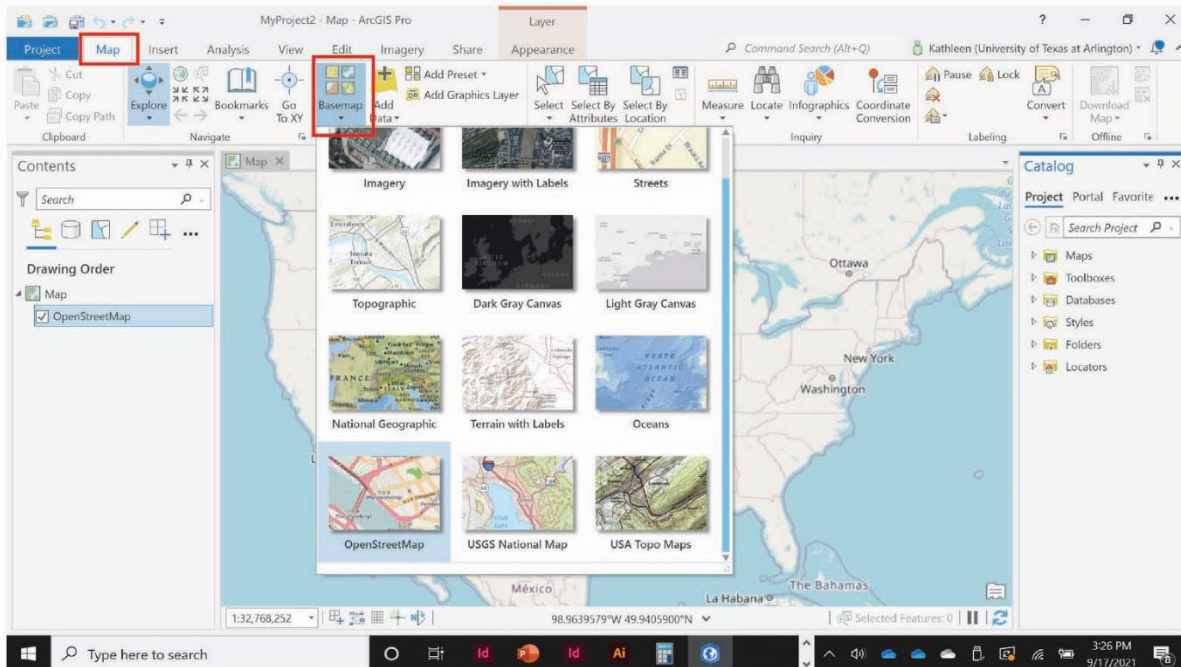 MyProject2 - Map - ArcGIS Pro
Layer
?
Project
Map
Insert
Analysis
View
Edit
Imagery
Share
Appearance
Command Search (Alt+Q)
Kathleen (University of Texas at Arlington)
Paste
Cut
Copy
Copy Path
Explore
Bookmarks
Go To XY
Basemap
Add Data
Add Preset
Add Graphics Layer
Select
Select By Attributes
Select By Location
Measure
Locate
Infographics
Coordinate Conversion
Pause
Lock
Convert
Download Map
Clipboard
Navigate
Inquiry
Labeling
Offline
Contents
Search
Drawing Order
Map
OpenStreetMap
Map
Imagery
Imagery with Labels
Streets
Topographic
Dark Gray Canvas
Light Gray Canvas
National Geographic
Terrain with Labels
Oceans
OpenStreetMap
USGS National Map
USA Topo Maps
FRANCE
ITALY
NORTH
ATLANTIC
OCEAN
Ottawa
New York
Washington
México
La Habana
The Bahamas
Catalog
Project
Portal
Favorite
Search Project
Maps
Toolboxes
Databases
Styles
Folders
Locators
1:32,768,252
98.9639579°W 49.9405900°N
Selected Features: 0
Type here to search
Id
Id
Ai
3:26 PM
9/17/2021